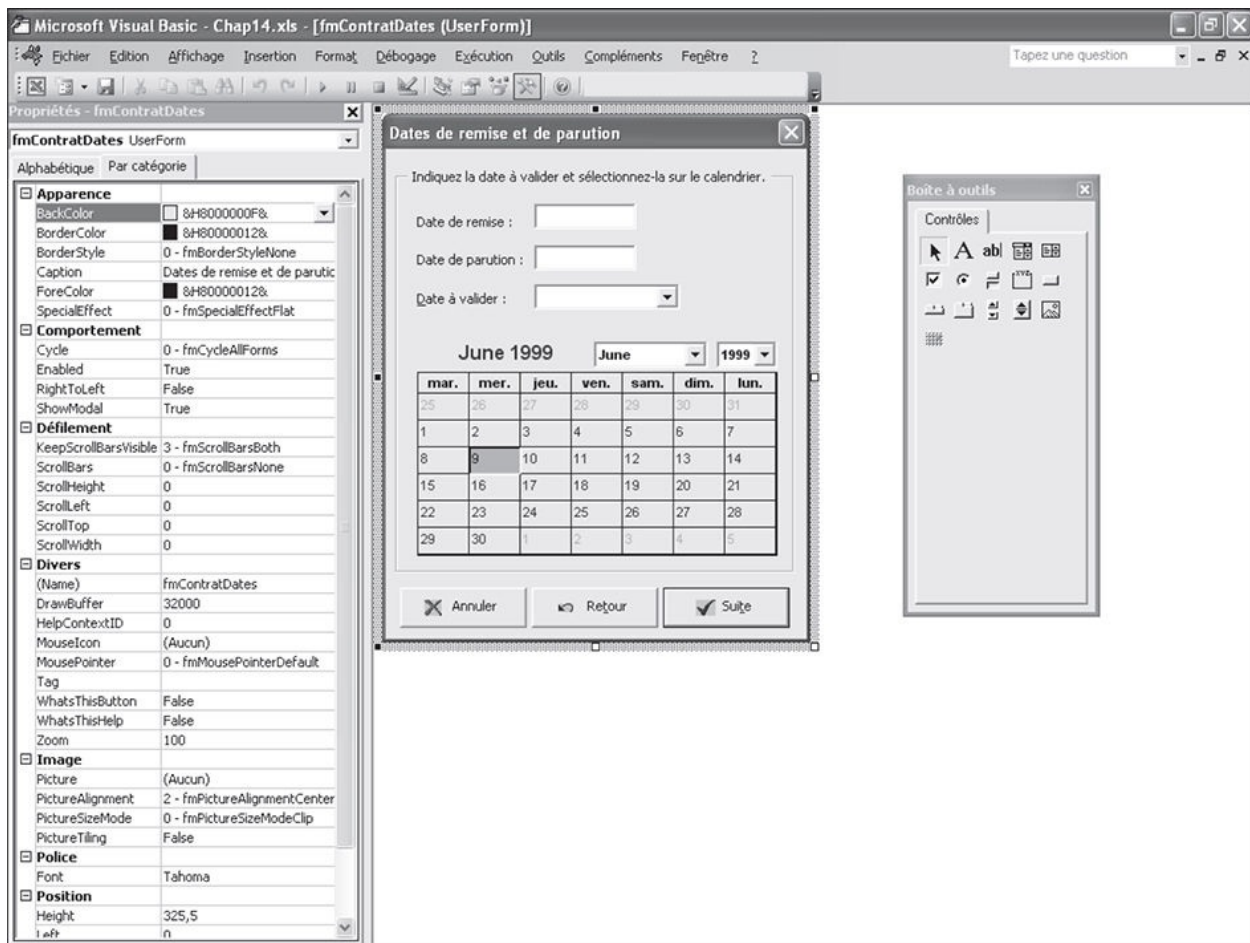 Microsoft Visual Basic - Chap14.xls - [fmContratDates (UserForm)]
Fichier Edition Affichage Insertion Format Débogage Exécution Outils Compléments Fenêtre ? Tapez une question
Propriétés - fmContratDates
fmContratDates UserForm
Alphabétique Par catégorie
Apparence
BackColor &H8000000F&
BorderColor &H80000012&
BorderStyle 0 - fmBorderStyleNone
Caption Dates de remise et de parutic
ForeColor &H80000012&
SpecialEffect 0 - fmSpecialEffectFlat
Comportement
Cycle 0 - fmCycleAllForms
Enabled True
RightToLeft False
ShowModal True
Défilement
KeepScrollBarsVisible 3 - fmScrollBarsBoth
ScrollBars 0 - fmScrollBarsNone
ScrollHeight 0
ScrollLeft 0
ScrollTop 0
ScrollWidth 0
Divers
(Name) fmContratDates
DrawBuffer 32000
HelpContextID 0
MouseIcon (Aucun)
MousePointer 0 - fmMousePointerDefault
Tag
WhatsThisButton False
WhatsThisHelp False
Zoom 100
Image
Picture (Aucun)
PictureAlignment 2 - fmPictureAlignmentCenter
PictureSizeMode 0 - fmPictureSizeModeClip
PictureTiling False
Police
Font Tahoma
Position
Height 325,5
Left 0
Dates de remise et de parution
Indiquez la date à valider et sélectionnez-la sur le calendrier.
Date de remise :
Date de parution :
Date à valider :
June 1999 June 1999
mar. mer. jeu. ven. sam. dim. lun.
25 26 27 28 29 30 31
1 2 3 4 5 6 7
8 9 10 11 12 13 14
15 16 17 18 19 20 21
22 23 24 25 26 27 28
29 30 1 2 3 4 5
Annuler Retour Suite
Boîte à outils
Contrôles
A ab|